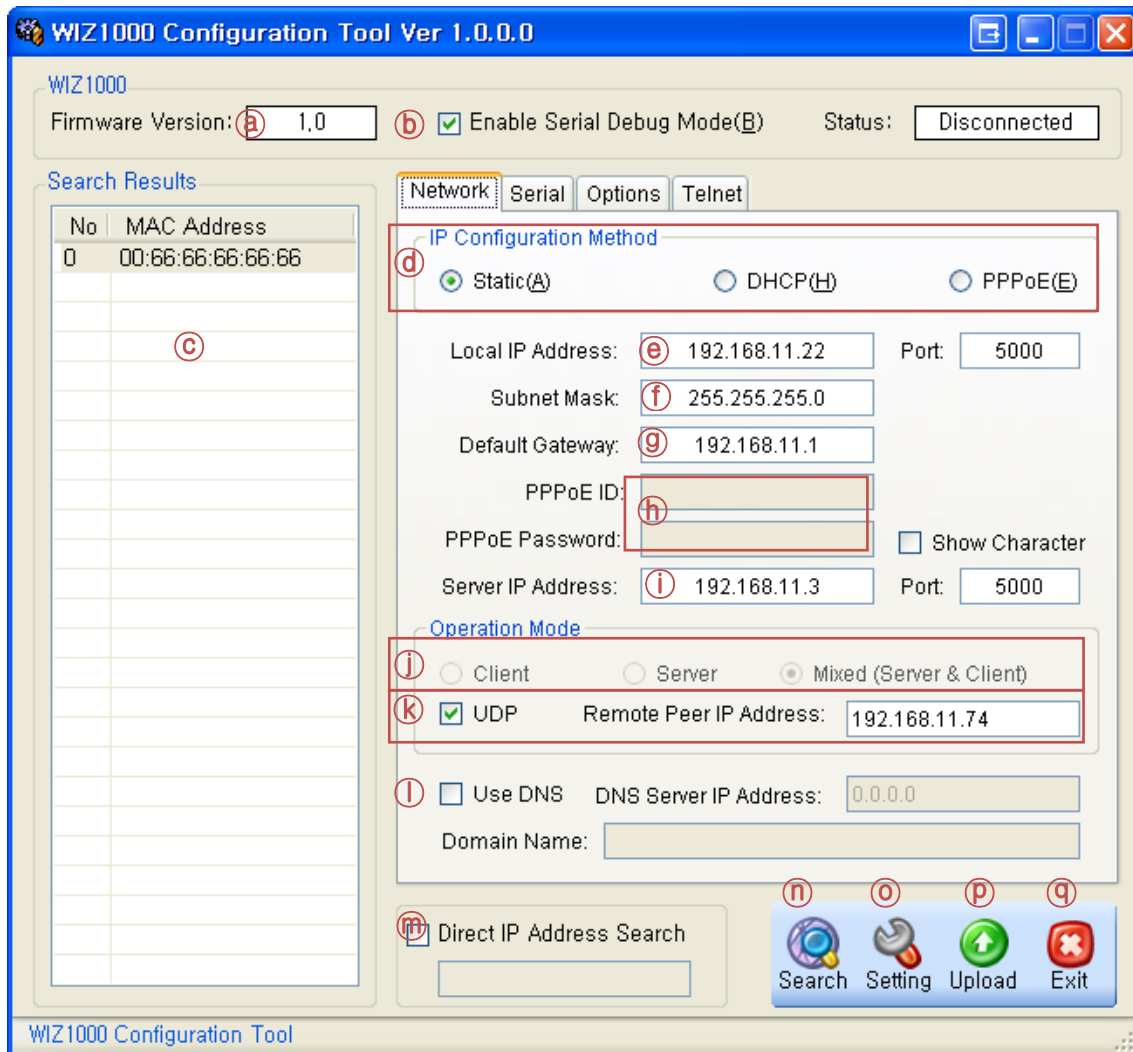 WIZ1000 Configuration Tool Ver 1.0.0.0
WIZ1000
Firmware Version: ⓐ 1.0 ⓑ Enable Serial Debug Mode(B) Status: Disconnected
Search Results
No MAC Address
0 00:66:66:66:66:66
ⓒ
Network Serial Options Telnet
IP Configuration Method
ⓓ Static(A) DHCP(H) PPPoE(E)
Local IP Address: ⓔ 192.168.11.22 Port: 5000
Subnet Mask: ⓕ 255.255.255.0
Default Gateway: ⓖ 192.168.11.1
PPPoE ID:
ⓗ
PPPoE Password: Show Character
Server IP Address: ⓘ 192.168.11.3 Port: 5000
Operation Mode
ⓙ Client Server Mixed (Server & Client)
ⓚ UDP Remote Peer IP Address: 192.168.11.74
ⓛ Use DNS DNS Server IP Address: 0.0.0.0
Domain Name:
ⓜ Direct IP Address Search
ⓝ ⓞ ⓟ ⓠ
Search Setting Upload Exit
WIZ1000 Configuration Tool